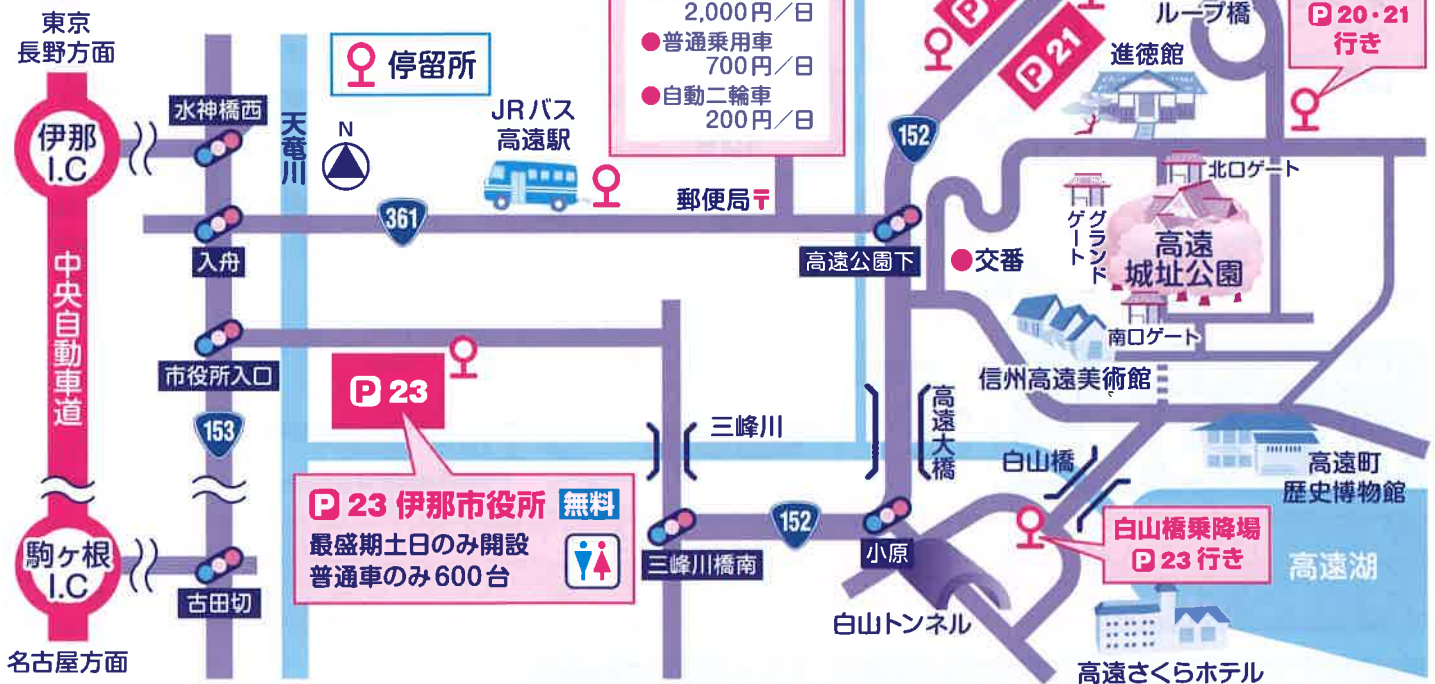 東京
長野方面
伊那
I.C
中央自動車道
駒ヶ根
I.C
名古屋方面
水神橋西
入舟
市役所入口
153
古田切
天竜川
停留所
N
JRバス
高遠駅
361
郵便局〒
2,000円／日
●普通乗用車
700円／日
●自動二輪車
200円／日
P 21
152
ループ橋
進徳館
P 20・21
行き
北口ゲート
グランド
ゲート
高遠
城址公園
高遠公園下
●交番
南口ゲート
信州高遠美術館
P 23
P 23 伊那市役所 無料
最盛期土日のみ開設
普通車のみ600台
三峰川
三峰川橋南
152
小原
高遠大橋
白山橋
白山トンネル
高遠町
歴史博物館
白山橋乗降場
P 23 行き
高遠湖
高遠さくらホテル